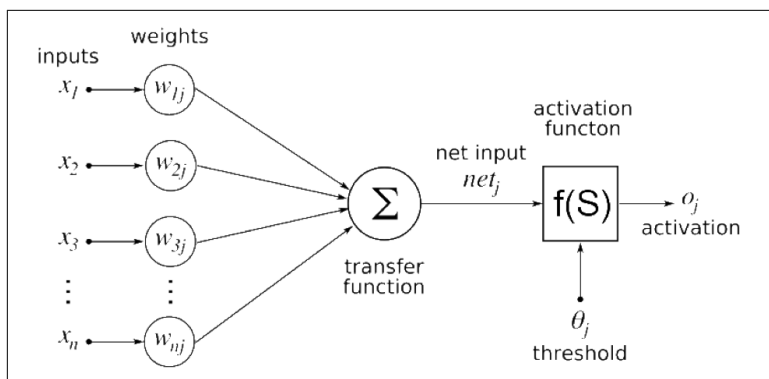 weights
inputs
x1
w1j
x2
w2j
x3
w3j
⋮
⋮
xn
wnj
Σ
transfer
function
net input
netj
activation
functon
f(S)
oj
activation
θj
threshold